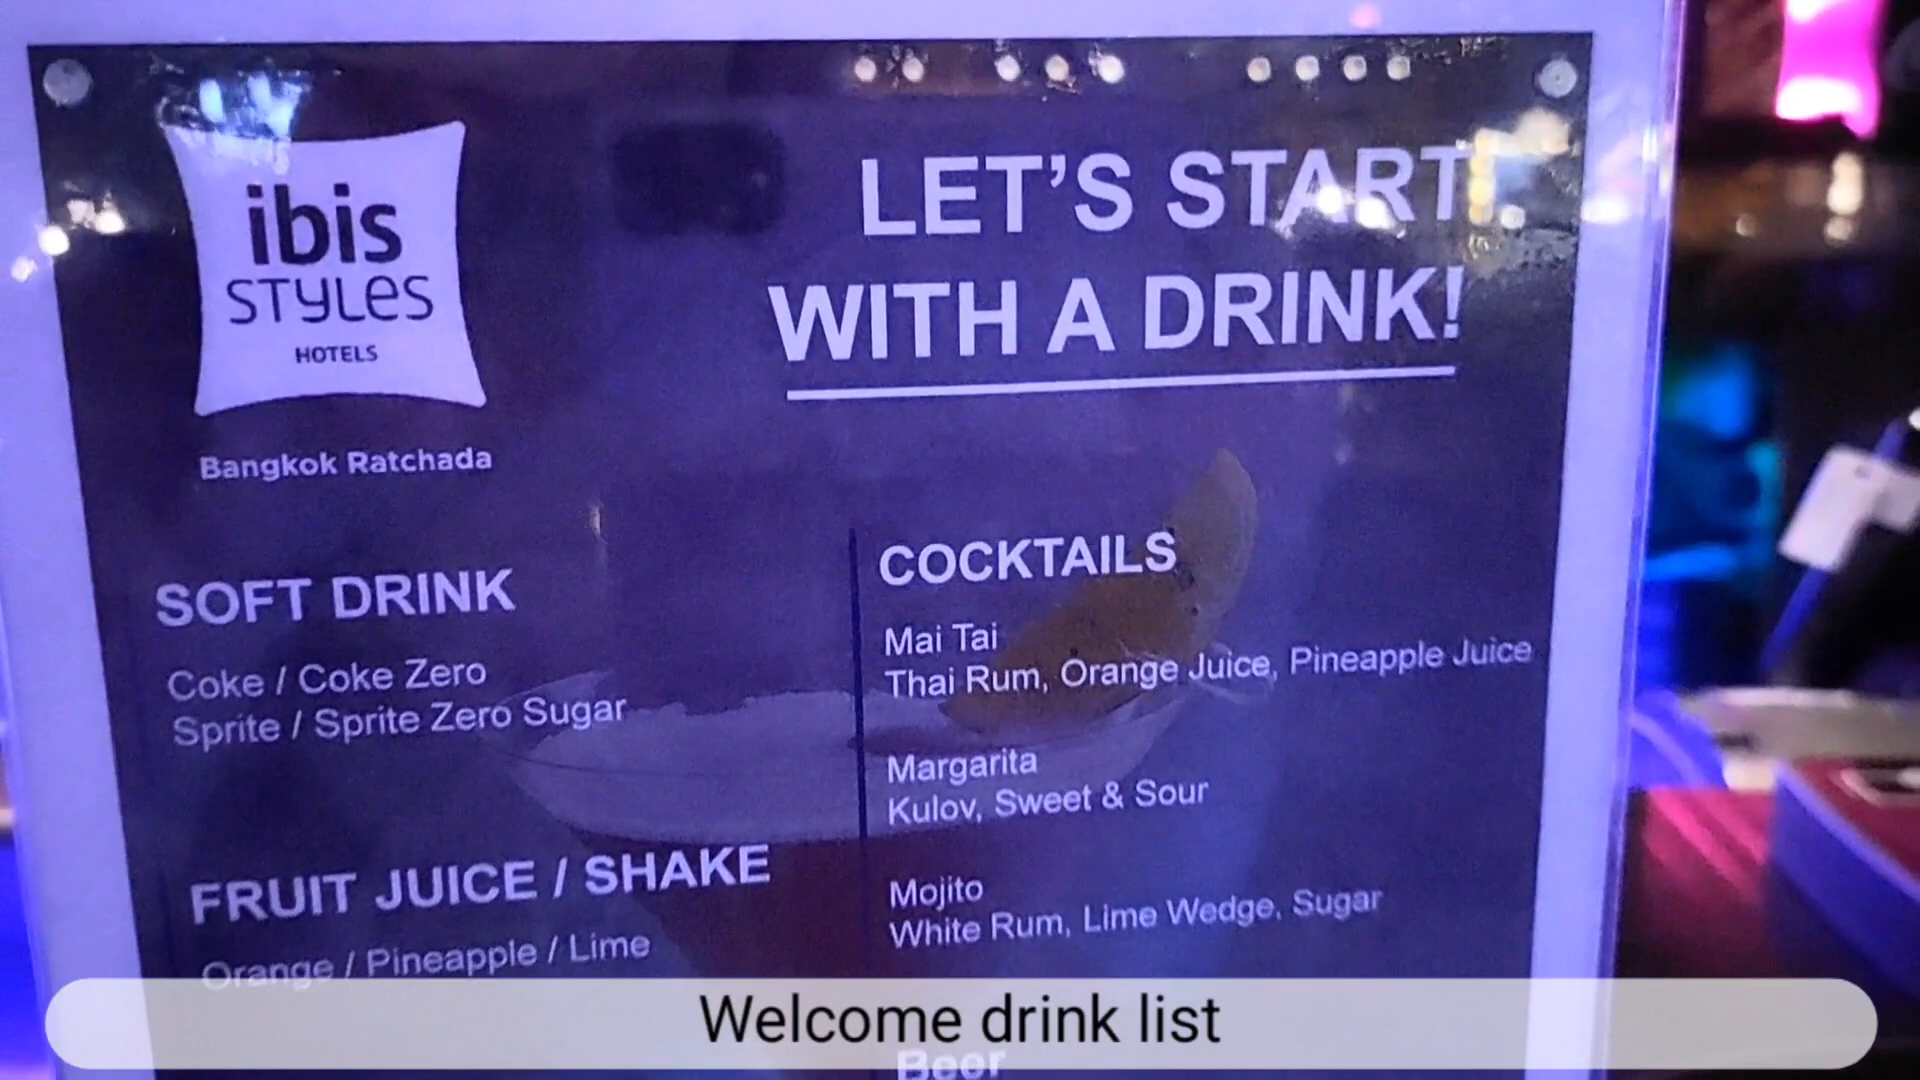 ibis
STYLES
HOTELS
Bangkok Ratchada
LET'S START
WITH A DRINK!
SOFT DRINK
Coke / Coke Zero
Sprite / Sprite Zero Sugar
FRUIT JUICE / SHAKE
Orange / Pineapple / Lime
COCKTAILS
Mai Tai
Thai Rum, Orange Juice, Pineapple Juice
Margarita
Kulov, Sweet & Sour
Mojito
White Rum, Lime Wedge, Sugar
Beer
Welcome drink list